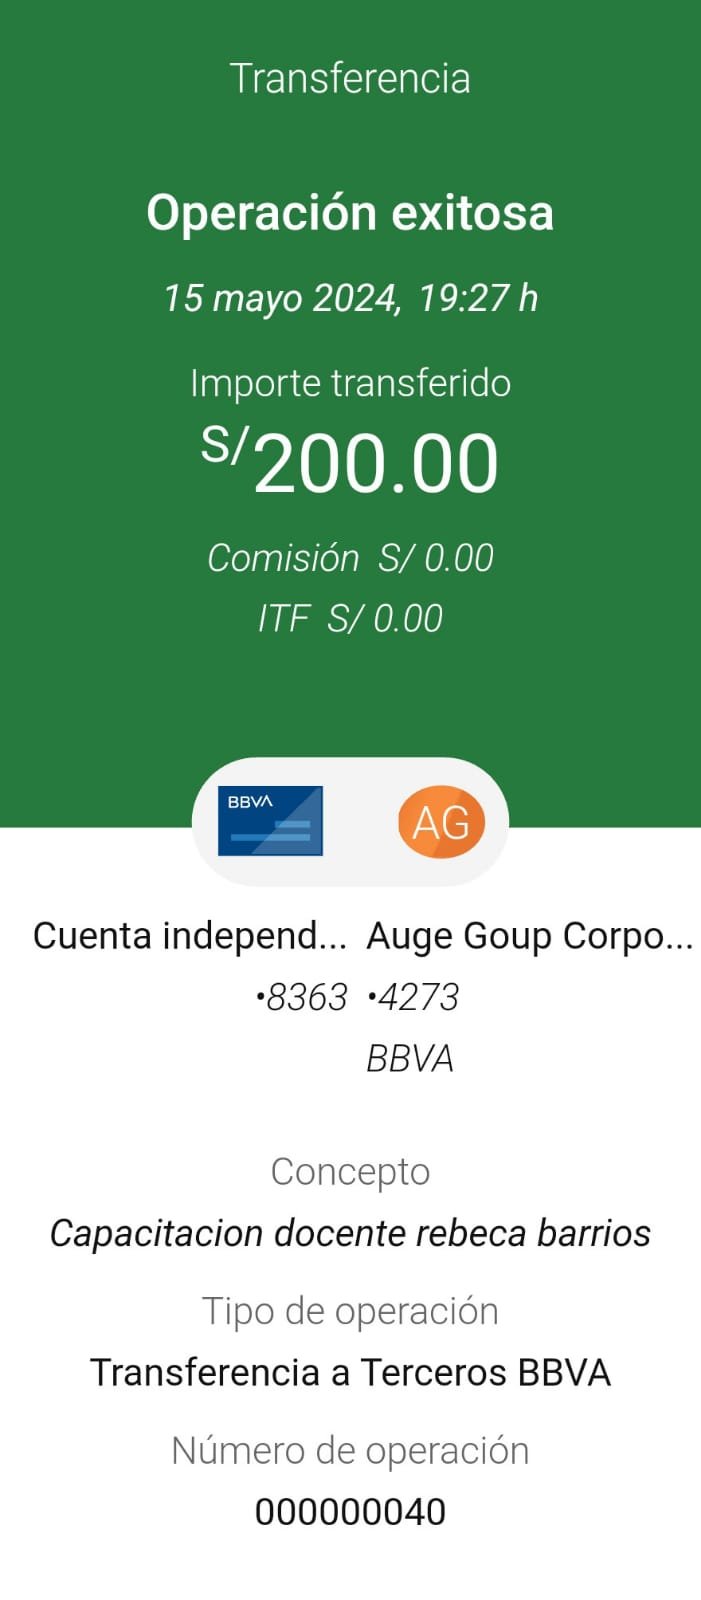 Transferencia
Operación exitosa
15 mayo 2024, 19:27 h
Importe transferido
S/200.00
Comisión S/ 0.00
ITF S/ 0.00
BBVA
AG
Cuenta independ... Auge Goup Corpo...
•8363 •4273
BBVA
Concepto
Capacitacion docente rebeca barrios
Tipo de operación
Transferencia a Terceros BBVA
Número de operación
000000040